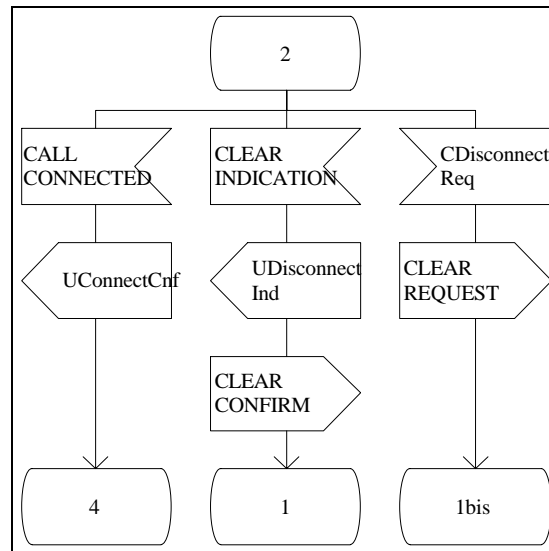 2
CALL
CONNECTED
CLEAR
INDICATION
CDisconnect
Req
UConnectCnf
UDisconnect
Ind
CLEAR
REQUEST
CLEAR
CONFIRM
4
1
1bis